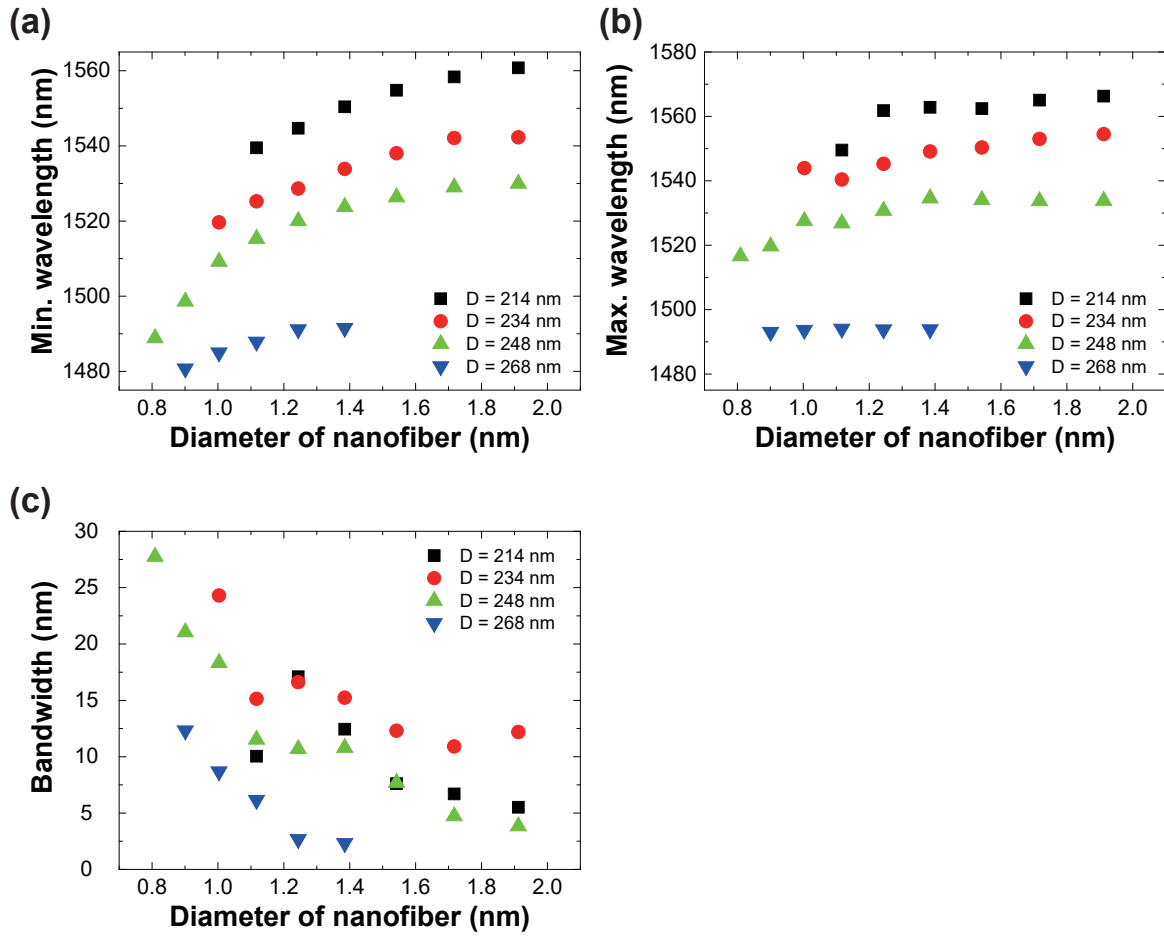 (a)
Min. wavelength (nm)
1560
1540
1520
1500
1480
D = 214 nm
D = 234 nm
D = 248 nm
D = 268 nm
0.8 1.0 1.2 1.4 1.6 1.8 2.0
Diameter of nanofiber (nm)
(b)
Max. wavelength (nm)
1580
1560
1540
1520
1500
1480
D = 214 nm
D = 234 nm
D = 248 nm
D = 268 nm
0.8 1.0 1.2 1.4 1.6 1.8 2.0
Diameter of nanofiber (nm)
(c)
Bandwidth (nm)
30
25
20
15
10
5
0
D = 214 nm
D = 234 nm
D = 248 nm
D = 268 nm
0.8 1.0 1.2 1.4 1.6 1.8 2.0
Diameter of nanofiber (nm)